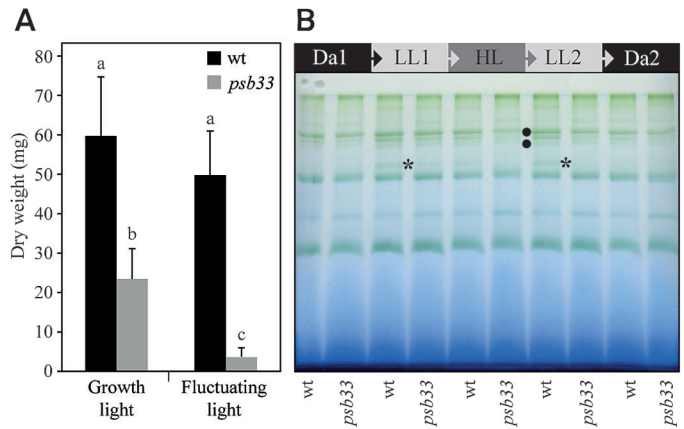 A
Dry weight (mg)
80
70
60
50
40
30
20
10
0
wt
psb33
a
b
a
c
Growth
light
Fluctuating
light
B
Da1 LL1 HL LL2 Da2
*
*
wt psb33 wt psb33 wt psb33 wt psb33 wt psb33